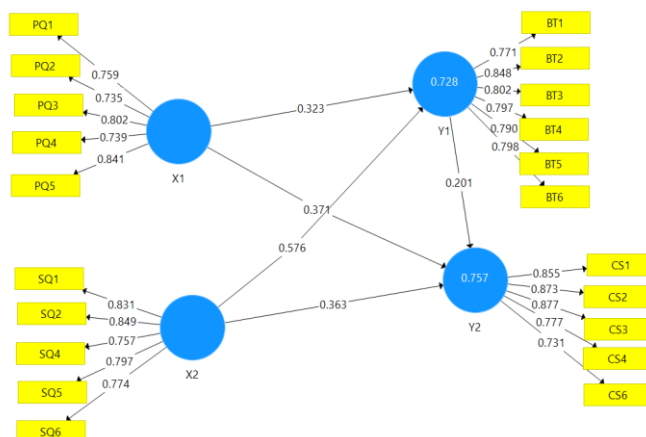 PQ1
PQ2
PQ3
PQ4
PQ5
0.759
0.735
0.802
0.739
0.841
X1
0.323
0.371
0.576
0.363
0.201
0.728
Y1
0.771
0.848
0.802
0.797
0.790
0.798
BT1
BT2
BT3
BT4
BT5
BT6
SQ1
SQ2
SQ4
SQ5
SQ6
0.831
0.849
0.757
0.797
0.774
X2
0.757
Y2
0.855
0.873
0.877
0.777
0.731
CS1
CS2
CS3
CS4
CS6